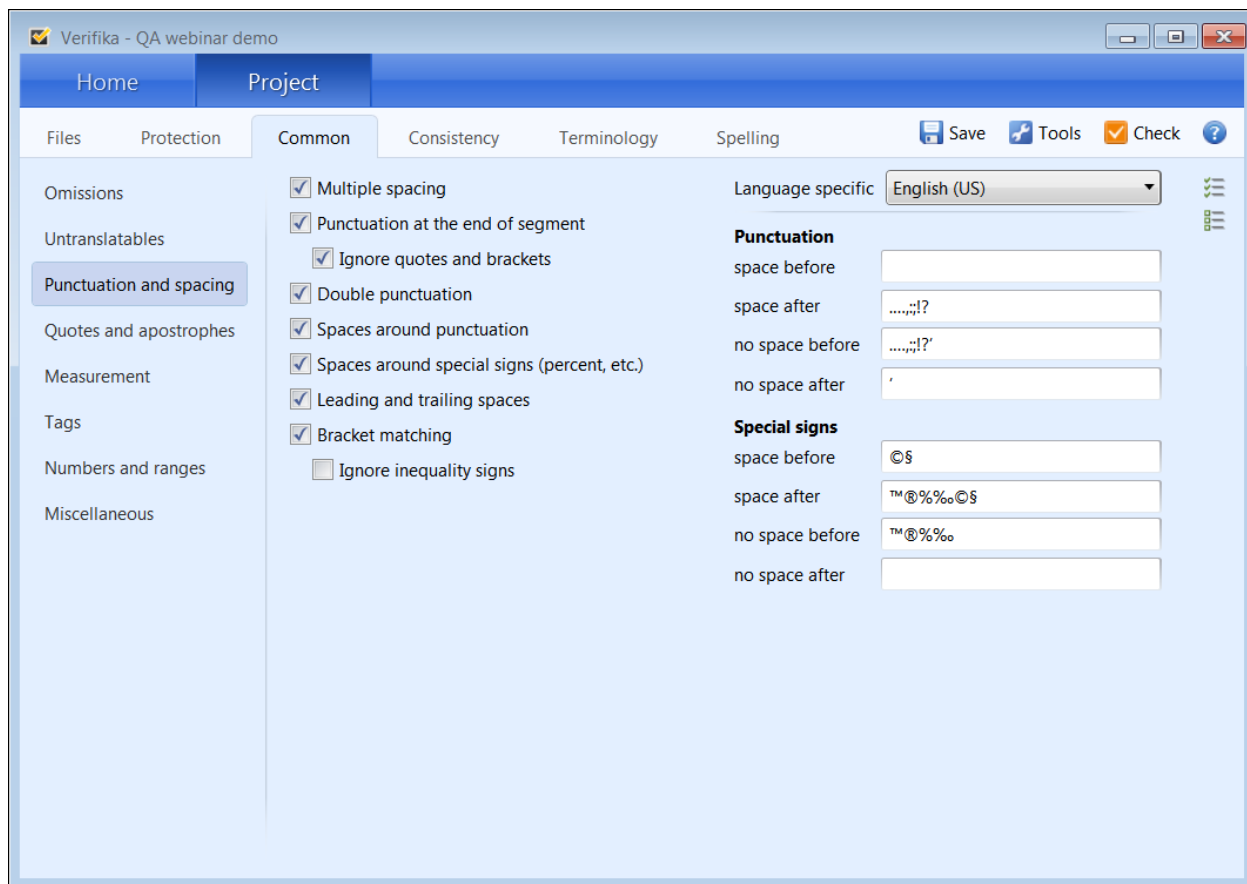 Verifika - QA webinar demo
Home Project
Files Protection Common Consistency Terminology Spelling Save Tools Check ?
Omissions
Untranslatables
Punctuation and spacing
Quotes and apostrophes
Measurement
Tags
Numbers and ranges
Miscellaneous
Multiple spacing
Punctuation at the end of segment
Ignore quotes and brackets
Double punctuation
Spaces around punctuation
Spaces around special signs (percent, etc.)
Leading and trailing spaces
Bracket matching
Ignore inequality signs
Language specific English (US)
Punctuation
space before
space after ….,:;!?
no space before ….,:;!?’
no space after ’
Special signs
space before ©§
space after ™®%‰©§
no space before ™®%‰
no space after